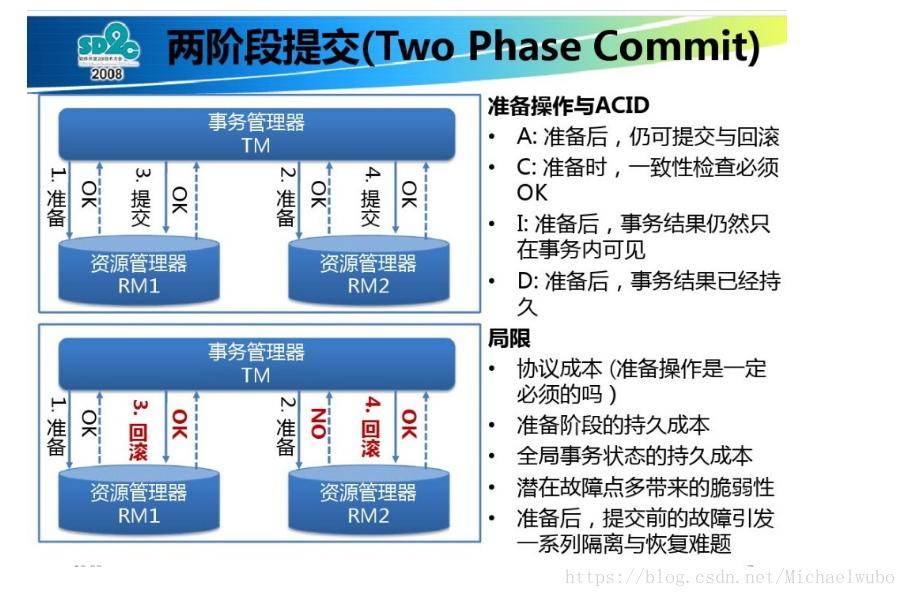 SD2C
2008
两阶段提交(Two Phase Commit)
事务管理器
TM
1. 准备
OK
3. 提交
OK
2. 准备
OK
4. 提交
OK
资源管理器
RM1
资源管理器
RM2
事务管理器
TM
1. 准备
OK
3. 回滚
OK
2. 准备
NO
4. 回滚
OK
资源管理器
RM1
资源管理器
RM2
准备操作与ACID
• A: 准备后，仍可提交与回滚
• C: 准备时，一致性检查必须
OK
• I: 准备后，事务结果仍然只
在事务内可见
• D: 准备后，事务结果已经持
久
局限
• 协议成本 (准备操作是一定
必须的吗 )
• 准备阶段的持久成本
• 全局事务状态的持久成本
• 潜在故障点多带来的脆弱性
• 准备后，提交前的故障引发
一系列隔离与恢复难题
https://blog.csdn.net/Michaelwubo